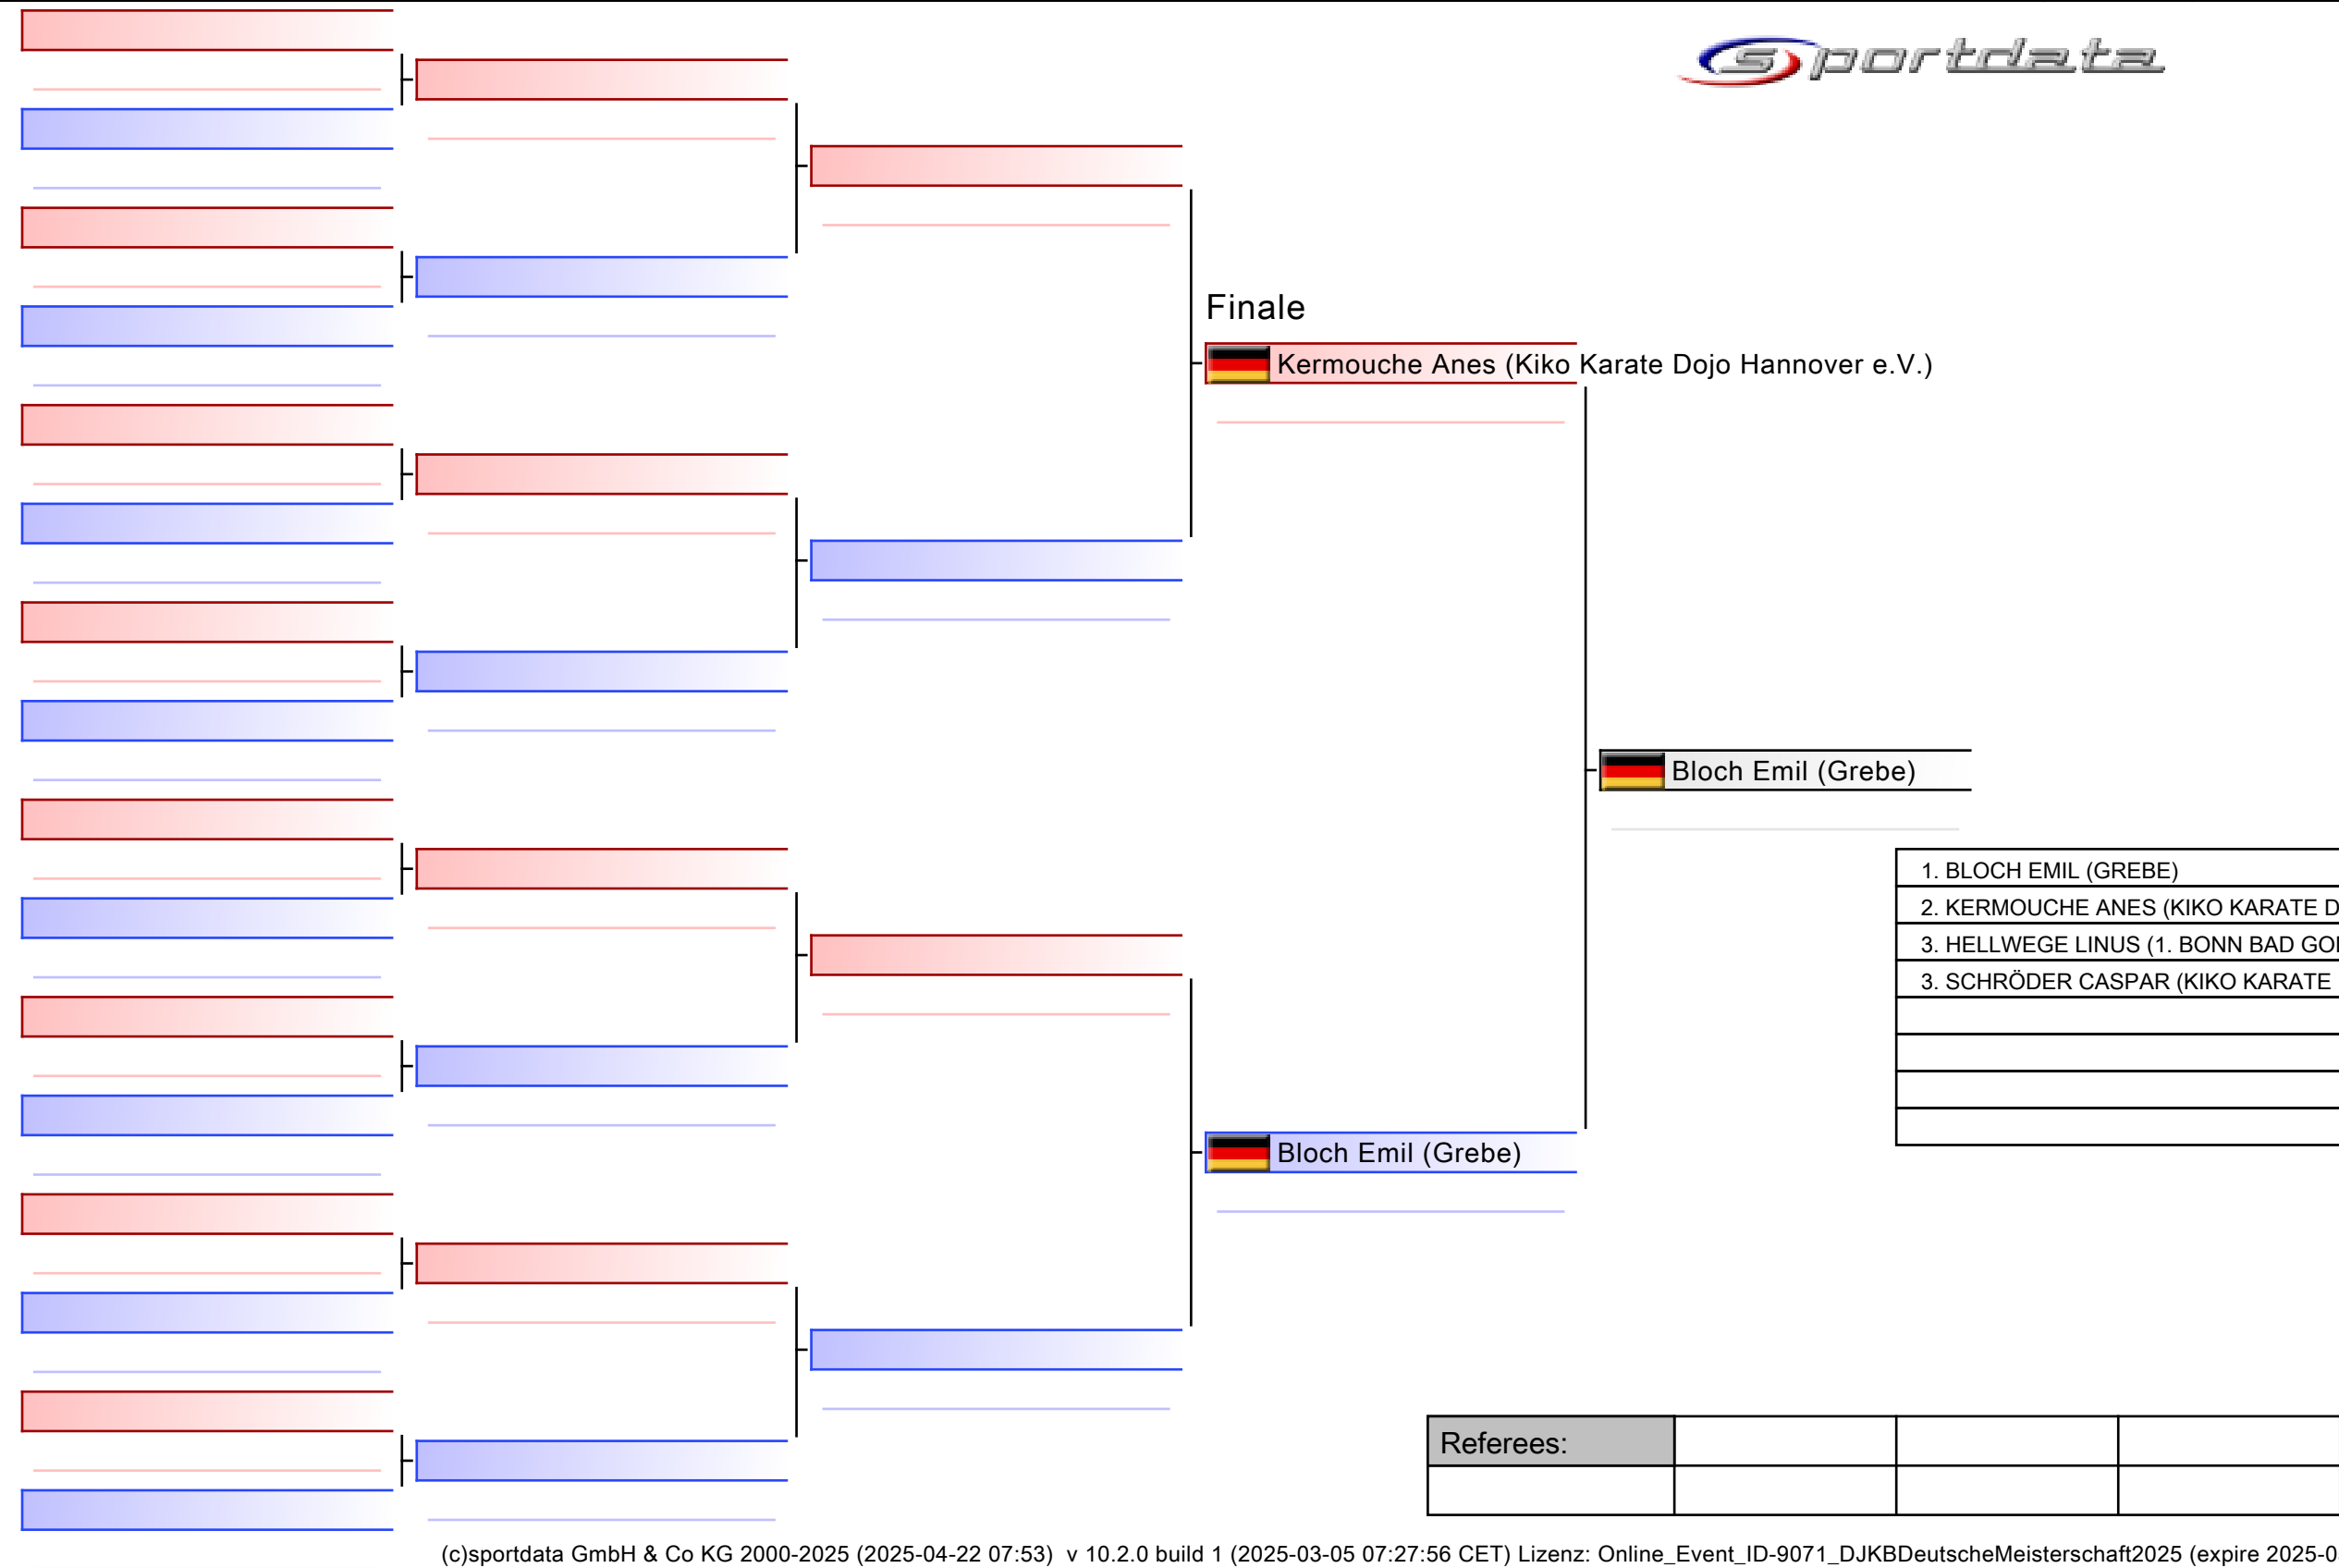 sportdata
Finale
Kermouche Anes (Kiko Karate Dojo Hannover e.V.)
Bloch Emil (Grebe)
1. BLOCH EMIL (GREBE)
2. KERMOUCHE ANES (KIKO KARATE D
3. HELLWEGE LINUS (1. BONN BAD GO
3. SCHRÖDER CASPAR (KIKO KARATE
Bloch Emil (Grebe)
Referees:
(c)sportdata GmbH & Co KG 2000-2025 (2025-04-22 07:53) v 10.2.0 build 1 (2025-03-05 07:27:56 CET) Lizenz: Online_Event_ID-9071_DJKBDeutscheMeisterschaft2025 (expire 2025-0